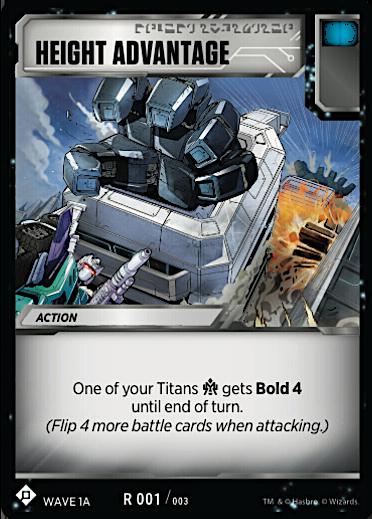 HEIGHT ADVANTAGE
ACTION
One of your Titans gets Bold 4
until end of turn.
(Flip 4 more battle cards when attacking.)
WAVE 1A R 001 / 003 TM & © Hasbro. © Wizards.